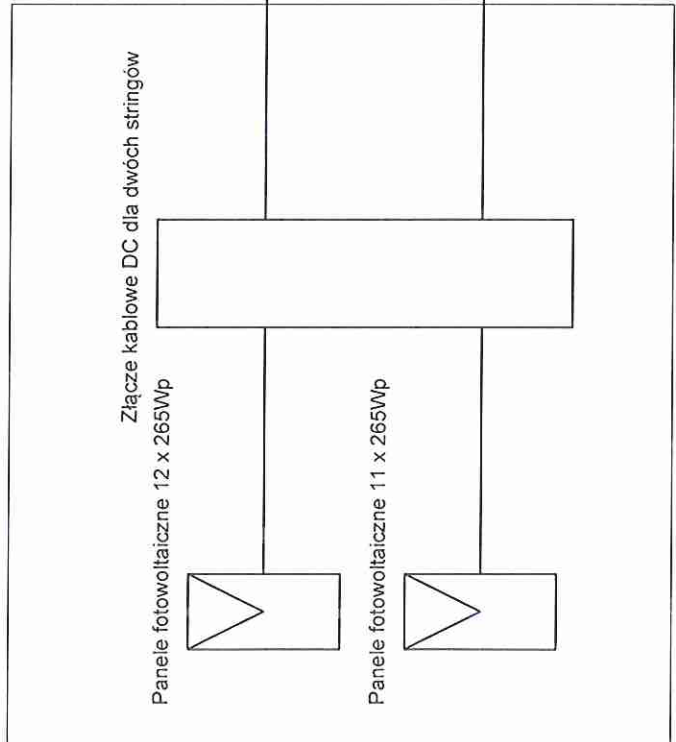 Złącze kablowe DC dla dwóch stringów
Panele fotowoltaiczne 12 x 265Wp
Panele fotowoltaiczne 11 x 265Wp